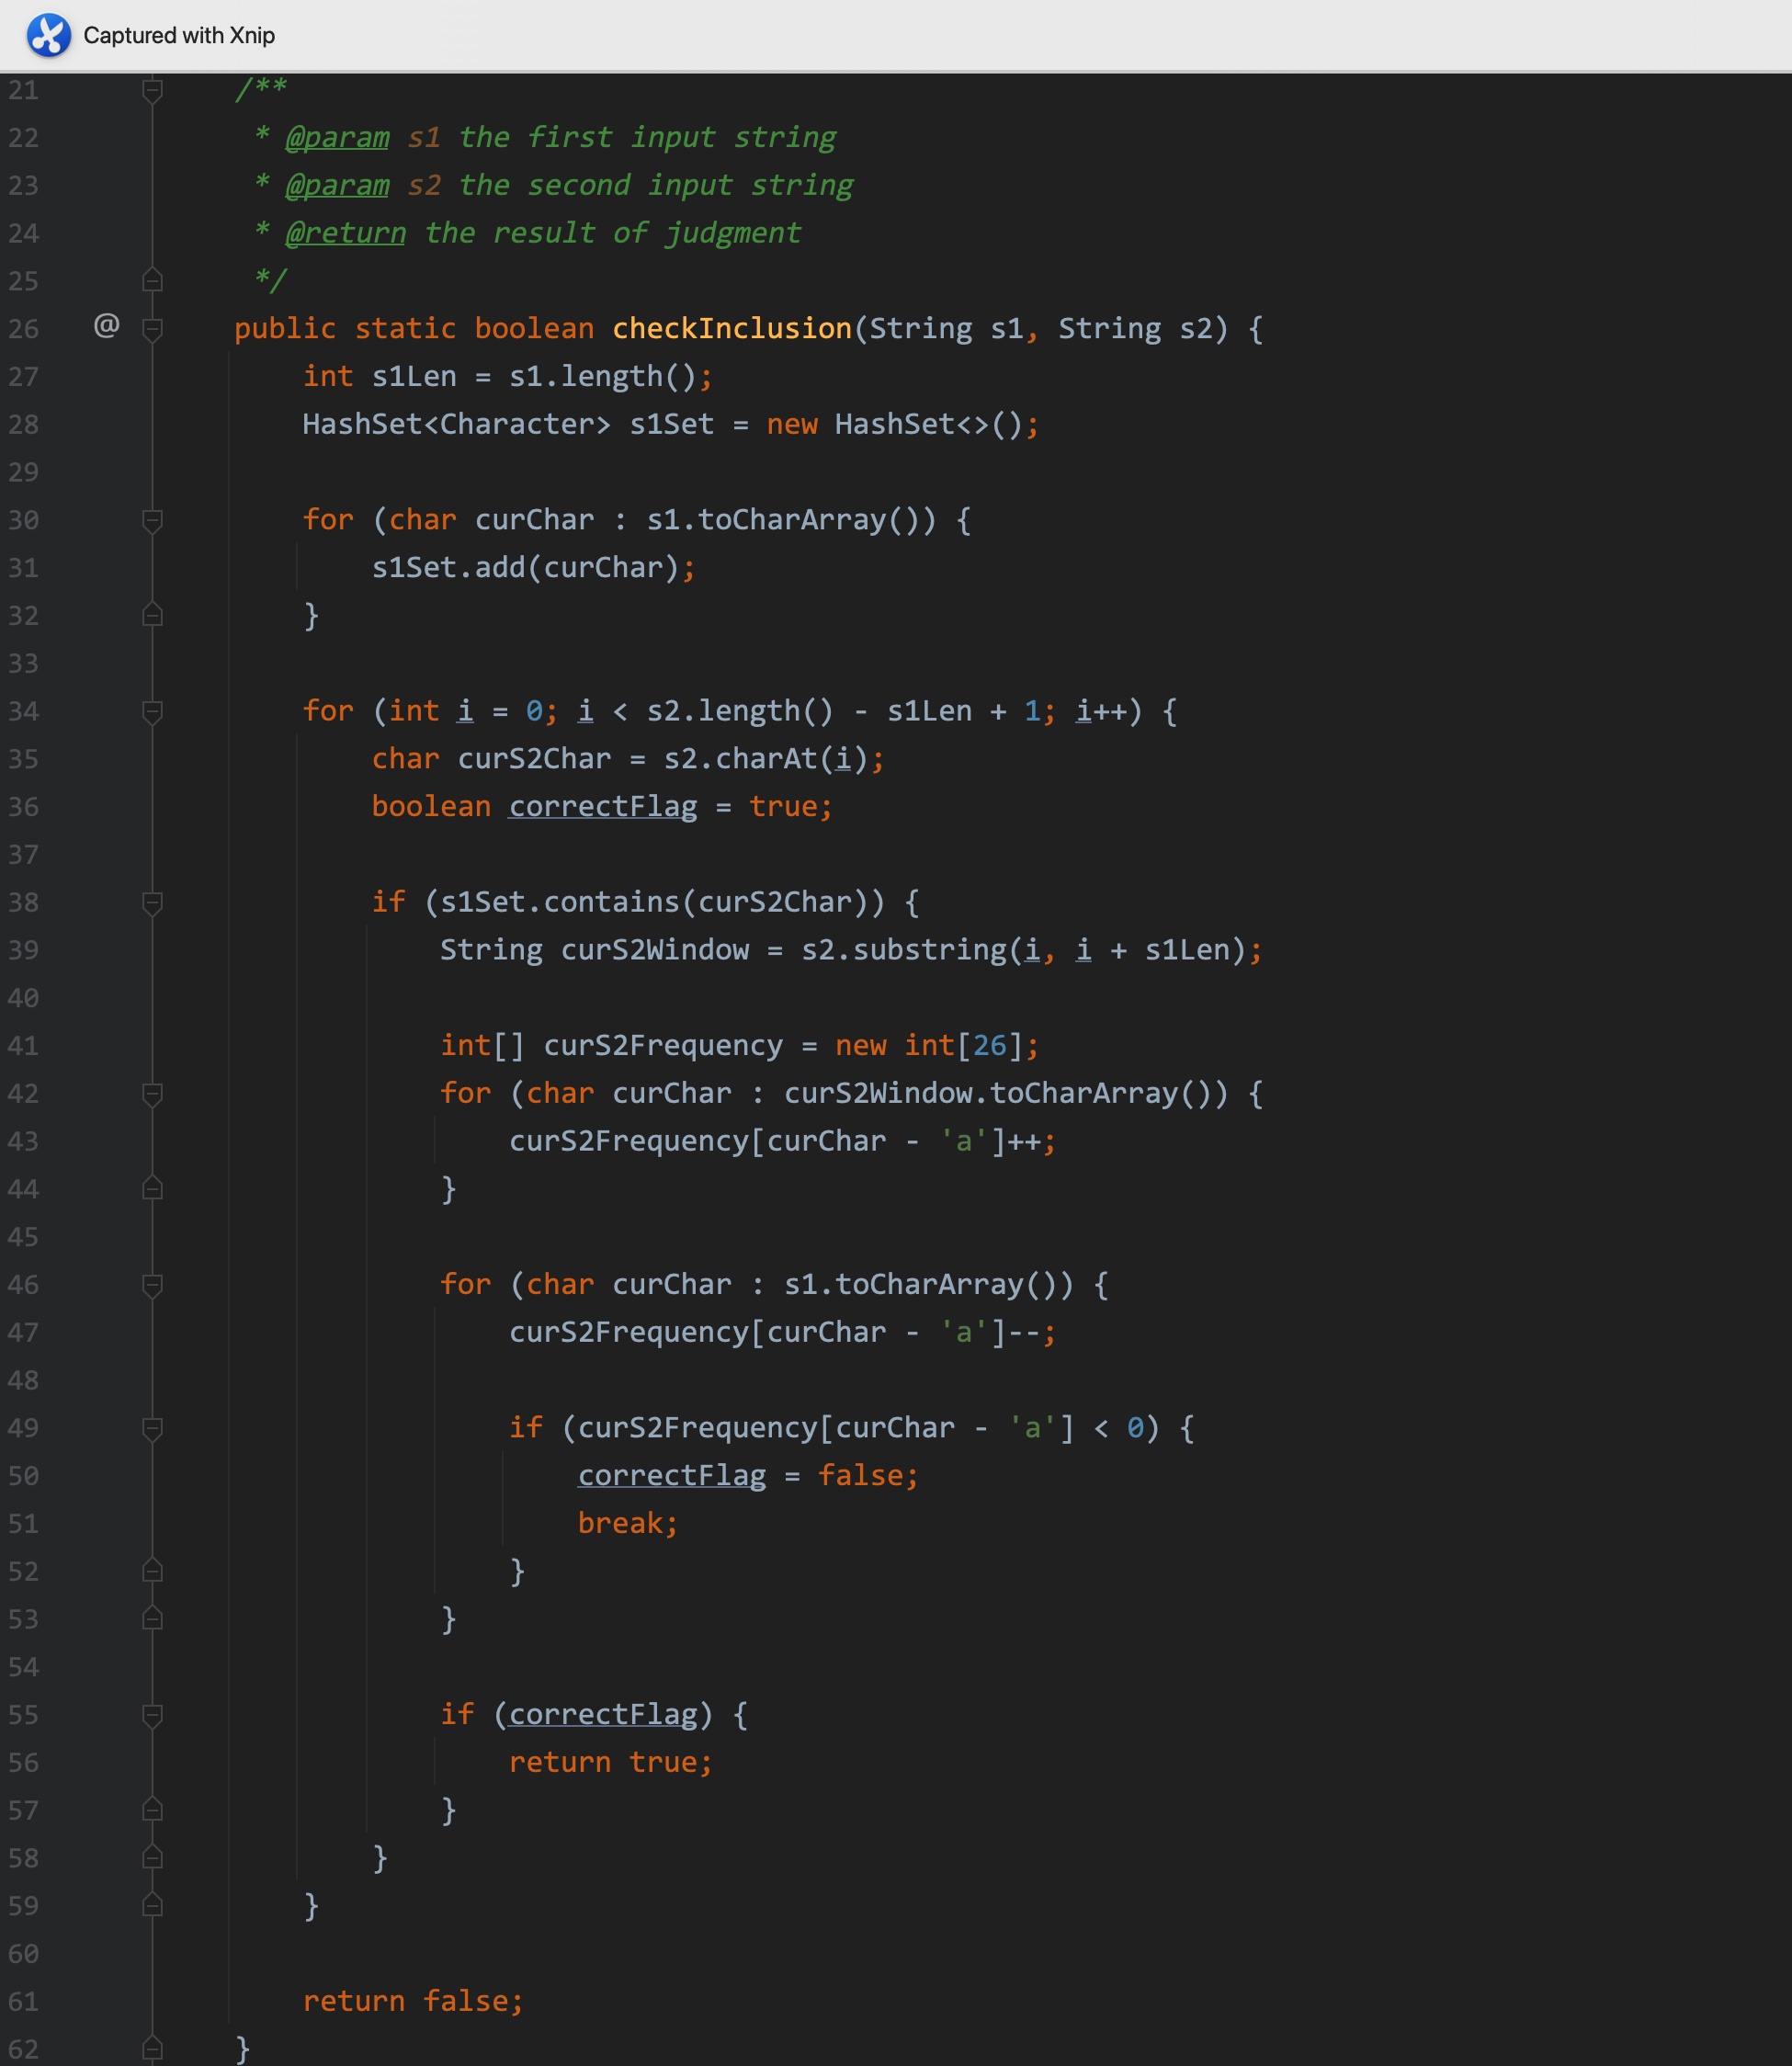 Captured with Xnip
21 /**
22  * @param s1 the first input string
23  * @param s2 the second input string
24  * @return the result of judgment
25  */
26 @ public static boolean checkInclusion(String s1, String s2) {
27     int s1Len = s1.length();
28     HashSet<Character> s1Set = new HashSet<>();
29
30     for (char curChar : s1.toCharArray()) {
31         s1Set.add(curChar);
32     }
33
34     for (int i = 0; i < s2.length() - s1Len + 1; i++) {
35         char curS2Char = s2.charAt(i);
36         boolean correctFlag = true;
37
38         if (s1Set.contains(curS2Char)) {
39             String curS2Window = s2.substring(i, i + s1Len);
40
41             int[] curS2Frequency = new int[26];
42             for (char curChar : curS2Window.toCharArray()) {
43                 curS2Frequency[curChar - 'a']++;
44             }
45
46             for (char curChar : s1.toCharArray()) {
47                 curS2Frequency[curChar - 'a']--;
48
49                 if (curS2Frequency[curChar - 'a'] < 0) {
50                     correctFlag = false;
51                     break;
52                 }
53             }
54
55             if (correctFlag) {
56                 return true;
57             }
58         }
59     }
60
61     return false;
62 }